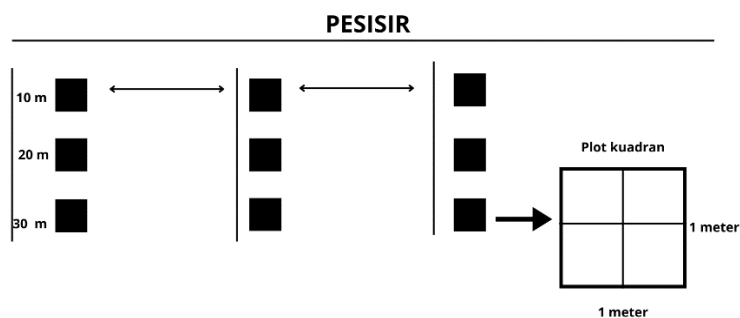 PESISIR
10 m
20 m
30 m
Plot kuadran
1 meter
1 meter